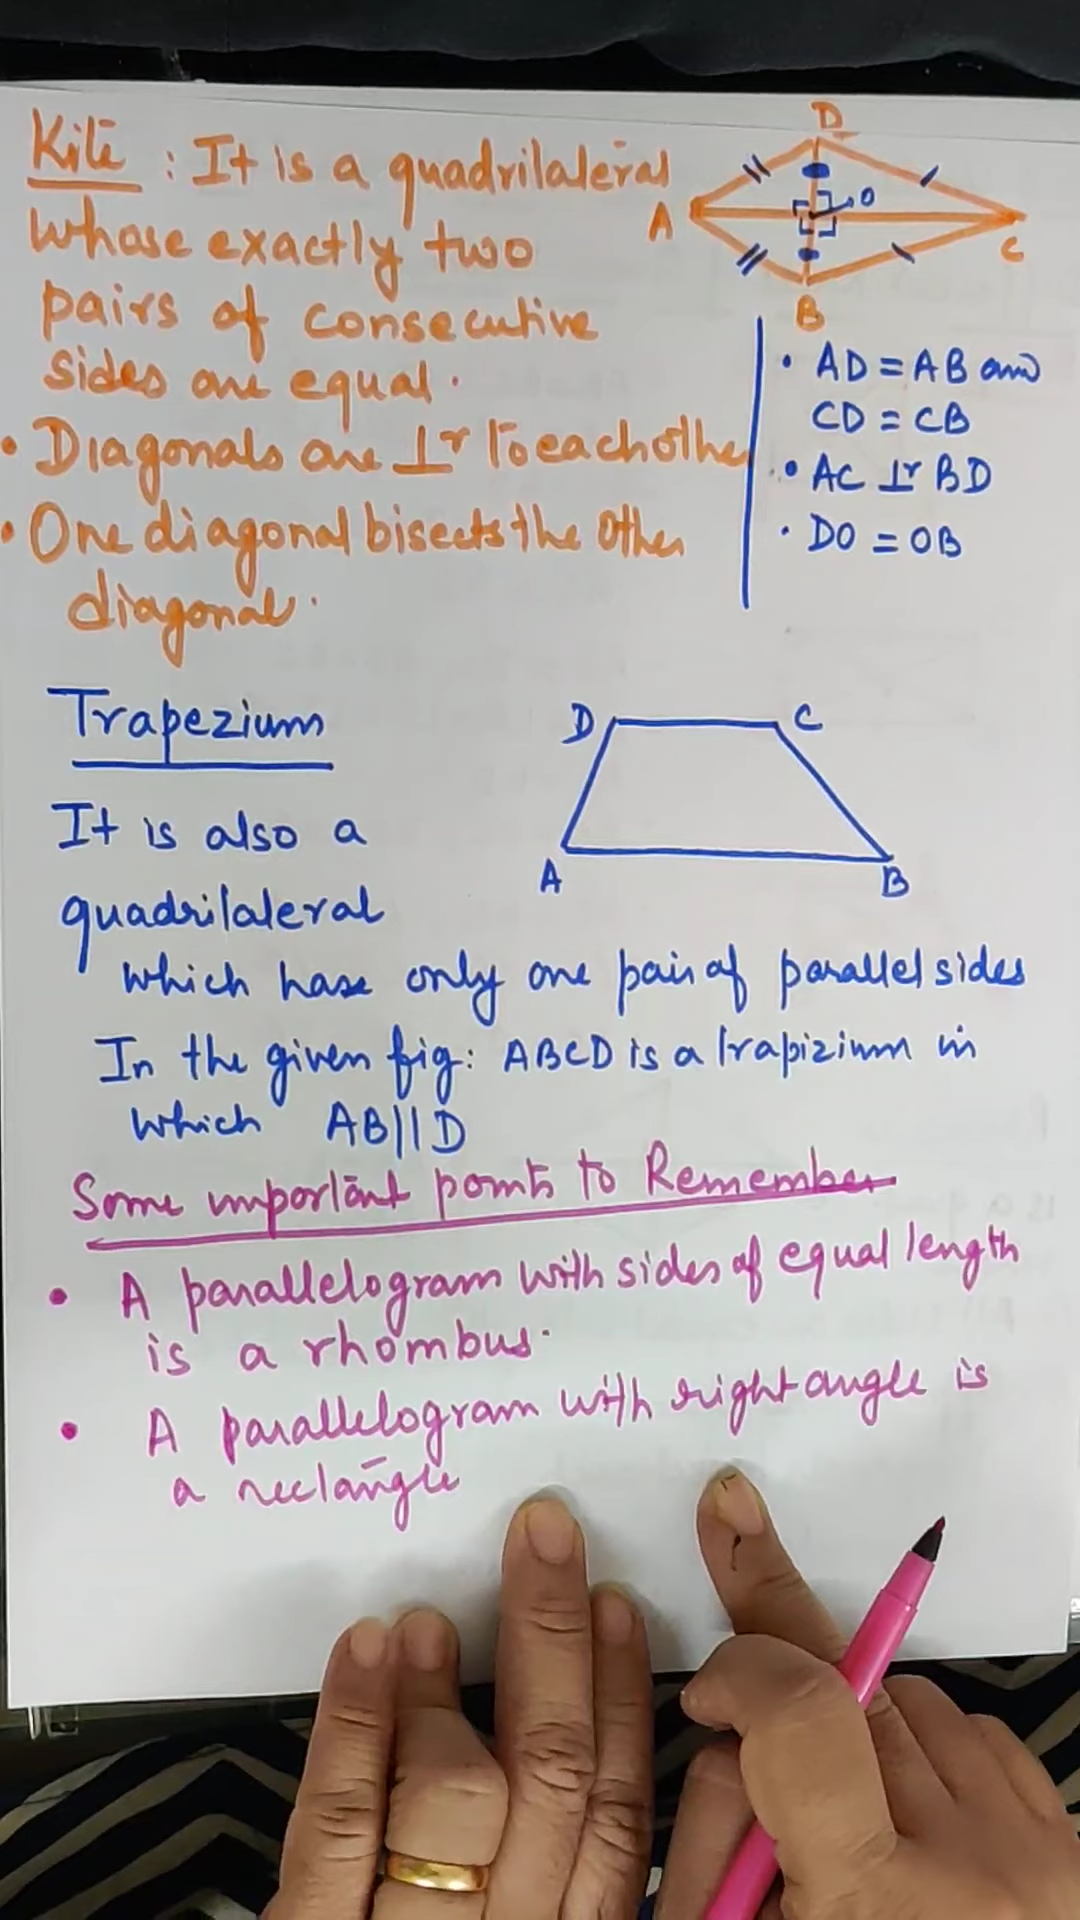 Kite : It is a quadrilateral
whose exactly two
pairs of consecutive
sides are equal.
• Diagonals are ⊥r to each othe
• One diagonal bisects the other
diagonal.
D
A
O
C
B
• AD = AB and
CD = CB
• AC ⊥r BD
• DO = OB
Trapezium
D C
A B
It is also a
quadrilateral
which have only one pair of parallel sides
In the given fig: ABCD is a trapizium in
which AB||D
Some important points to Remember
• A parallelogram with sides of equal length
is a rhombus.
• A parallelogram with right angle is
a rectangle